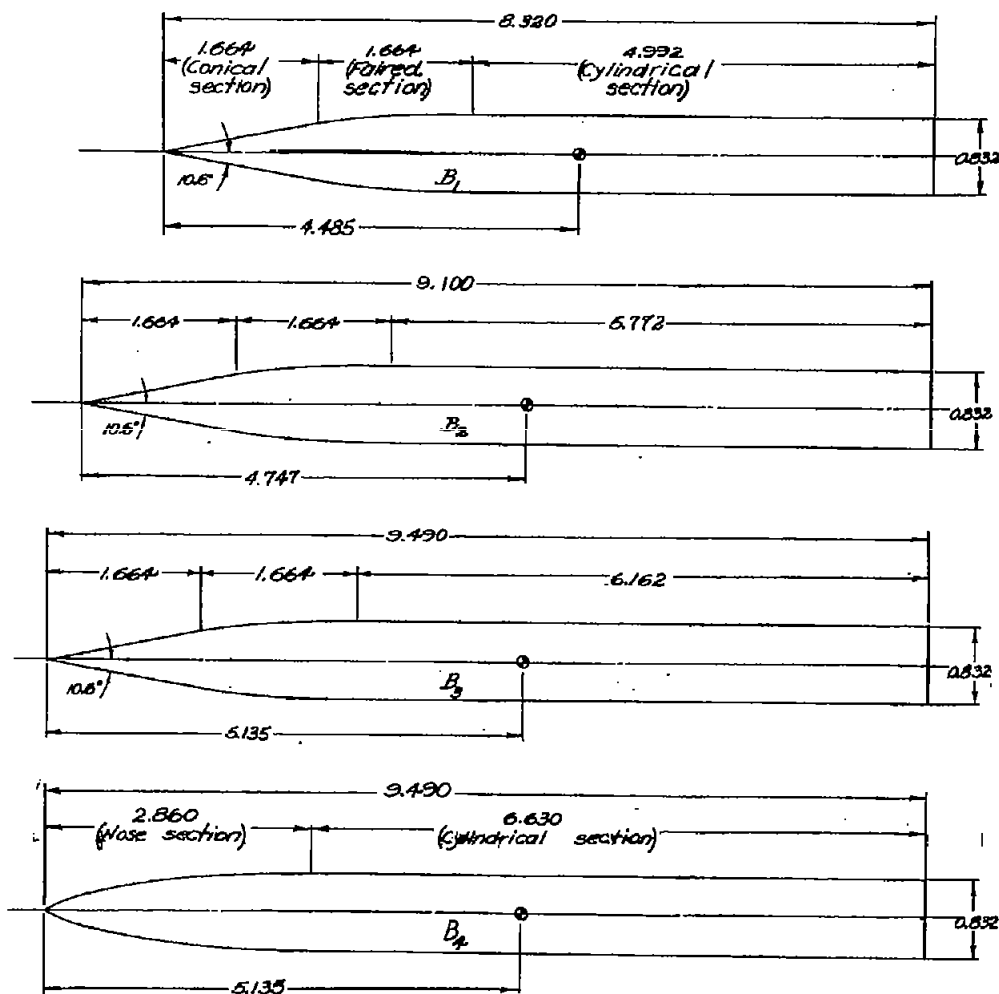 8.320
1.664 1.664 4.992
(Conical (Faired (Cylindrical
section) section) section)
10.6°
B1
0.832
4.485
9.100
1.664 1.664 5.772
10.6°
B2
0.832
4.747
9.490
1.664 1.664 6.162
10.6°
B3
0.832
5.135
9.490
2.860 6.630
(Nose section) (Cylindrical section)
B4
0.832
5.135